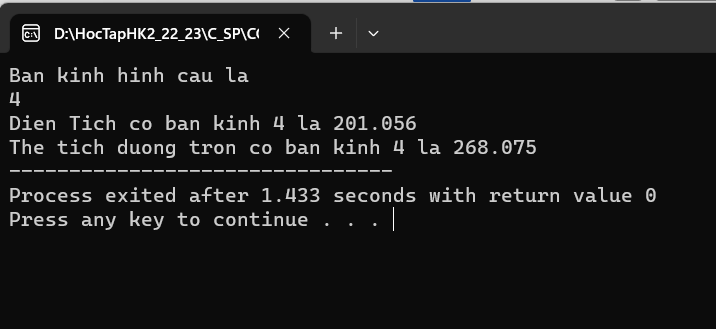 D:\HocTapHK2_22_23\C_SP\C
Ban kinh hinh cau la
4
Dien Tich co ban kinh 4 la 201.056
The tich duong tron co ban kinh 4 la 268.075
--------------------------------
Process exited after 1.433 seconds with return value 0
Press any key to continue . . .